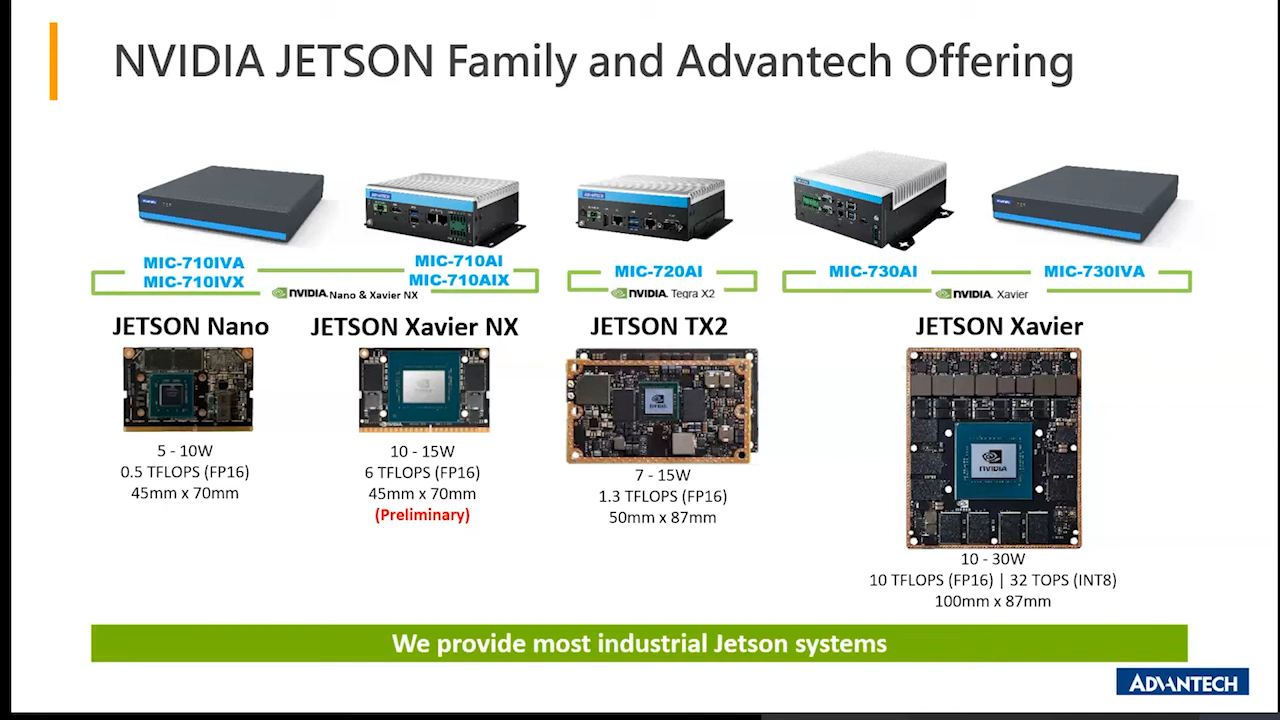 NVIDIA JETSON Family and Advantech Offering
MIC-710IVA
MIC-710IVX
MIC-710AI
MIC-710AIX
MIC-720AI
MIC-730AI
MIC-730IVA
NVIDIA. Nano & Xavier NX
NVIDIA. Tegra X2
NVIDIA. Xavier
JETSON Nano
JETSON Xavier NX
JETSON TX2
JETSON Xavier
5 - 10W
0.5 TFLOPS (FP16)
45mm x 70mm
10 - 15W
6 TFLOPS (FP16)
45mm x 70mm
(Preliminary)
7 - 15W
1.3 TFLOPS (FP16)
50mm x 87mm
NVIDIA
10 - 30W
10 TFLOPS (FP16) | 32 TOPS (INT8)
100mm x 87mm
We provide most industrial Jetson systems
ADVANTECH